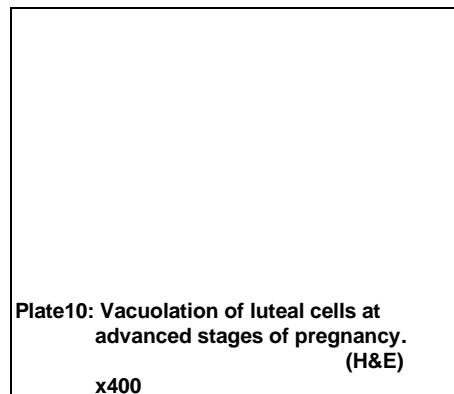 Plate10: Vacuolation of luteal cells at
advanced stages of pregnancy.
(H&E)
x400